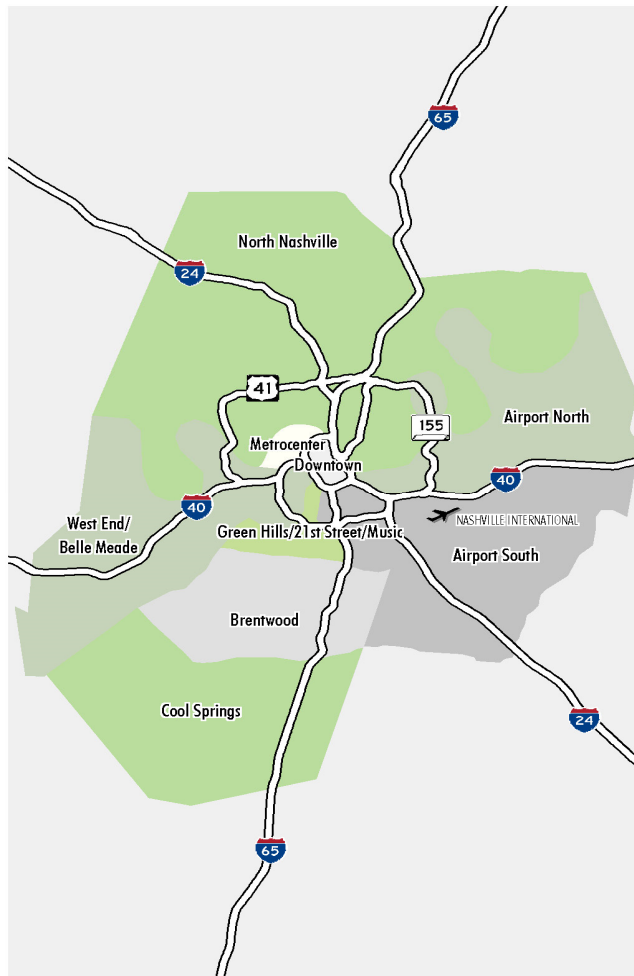 65
North Nashville
24
41
155
Airport North
Metrocenter
Downtown
40
40
West End/
Belle Meade
NASHVILLE INTERNATIONAL
Green Hills/21st Street/Music
Airport South
Brentwood
Cool Springs
24
65